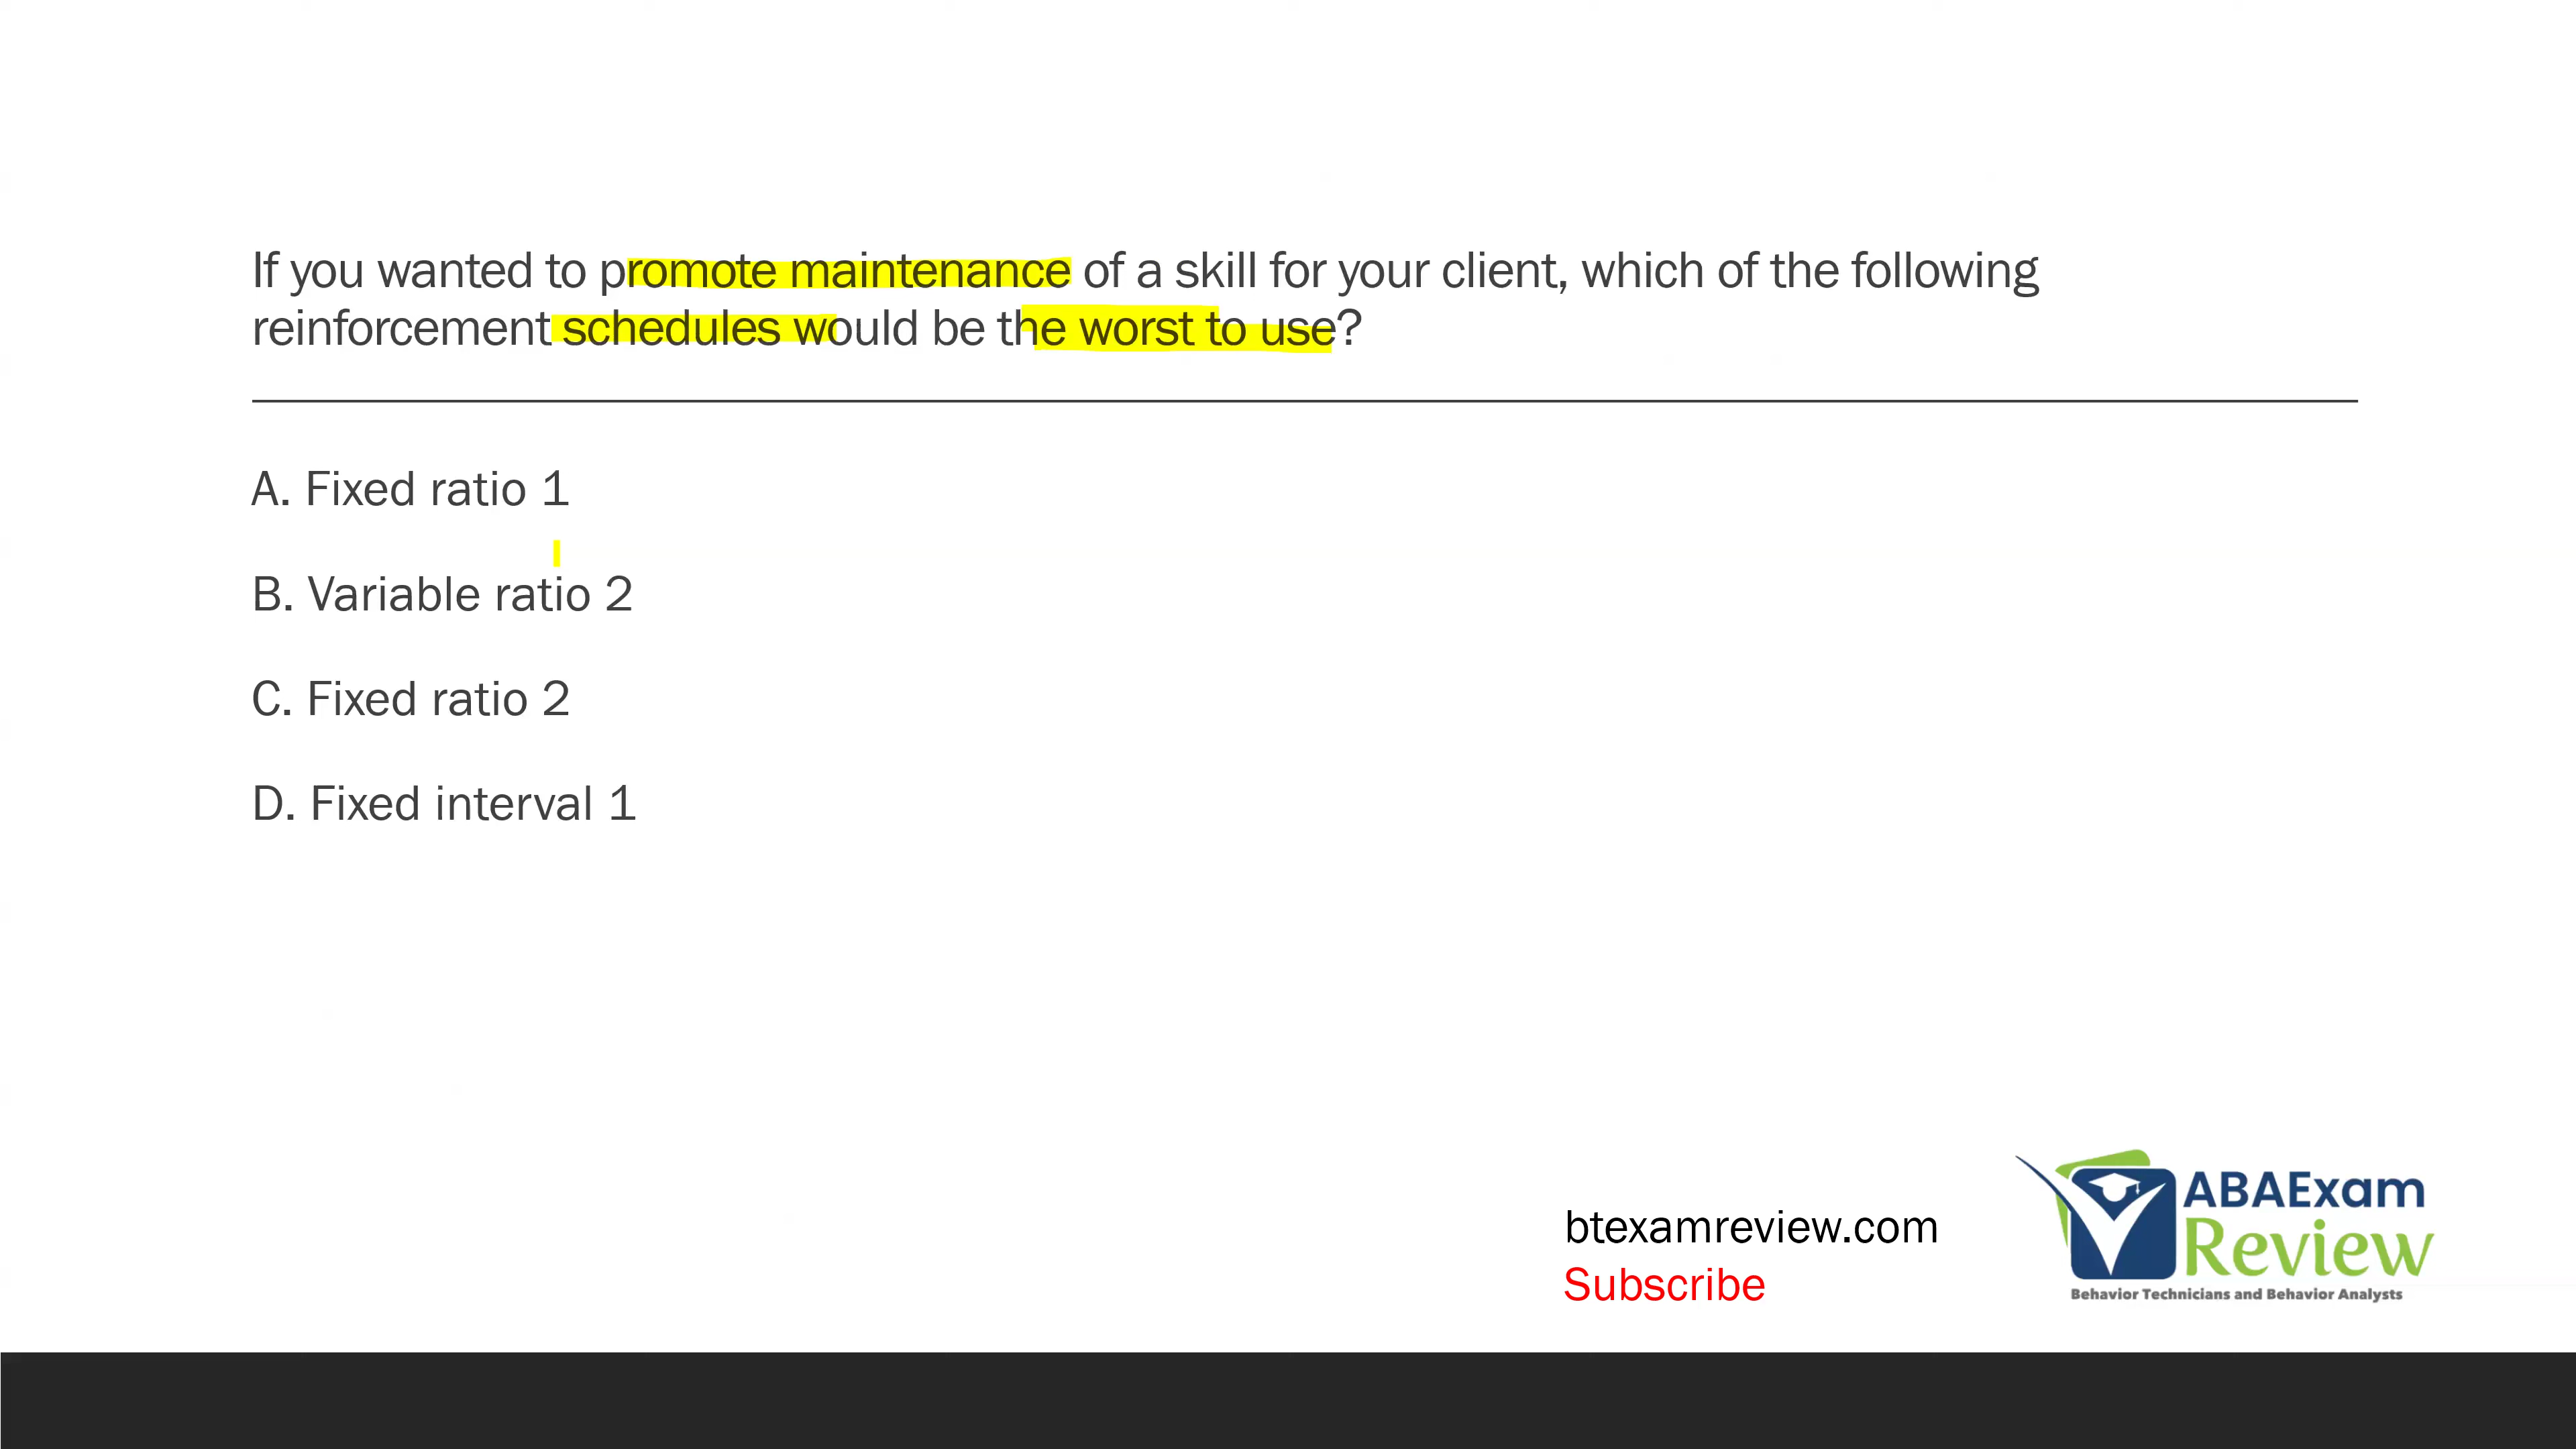 If you wanted to promote maintenance of a skill for your client, which of the following
reinforcement schedules would be the worst to use?
A. Fixed ratio 1
B. Variable ratio 2
C. Fixed ratio 2
D. Fixed interval 1
btexamreview.com
Subscribe
ABAExam
Review
Behavior Technicians and Behavior Analysts